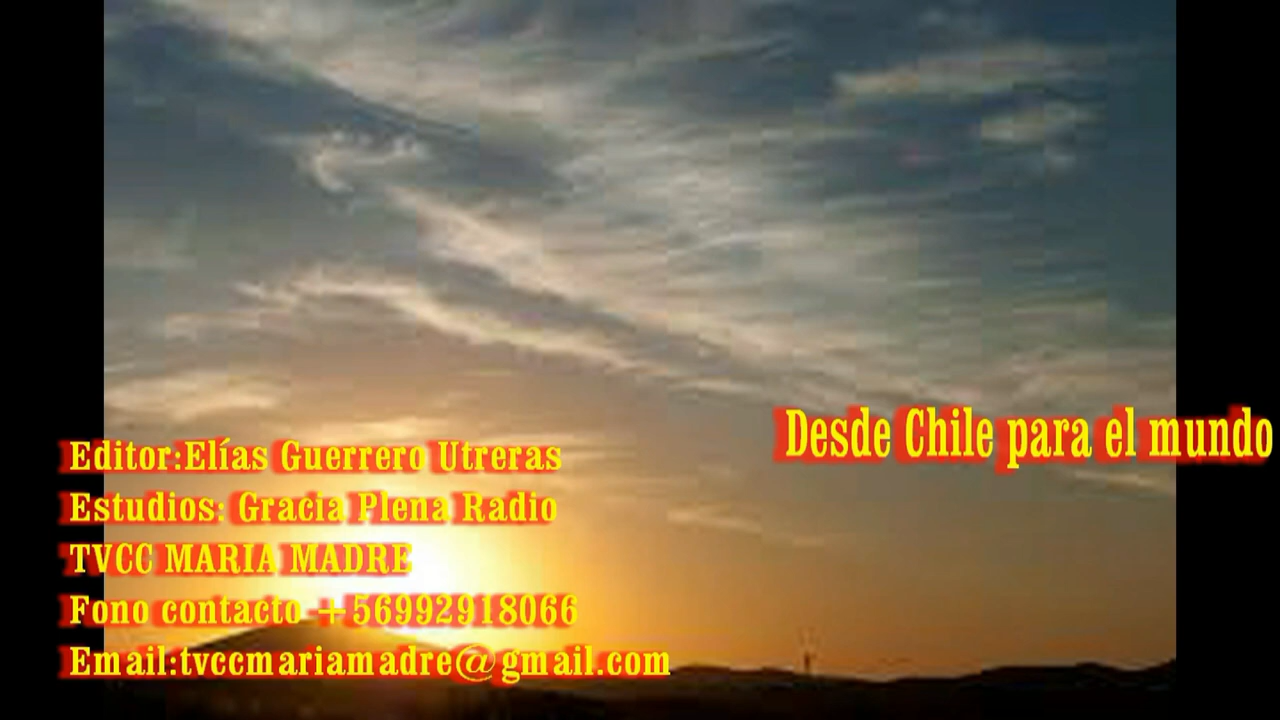 Desde Chile para el mundo
Editor:Elías Guerrero Utreras
Estudios: Gracia Plena Radio
TVCC MARIA MADRE
Fono contacto +56992918066
Email:tvccmariamadre@gmail.com